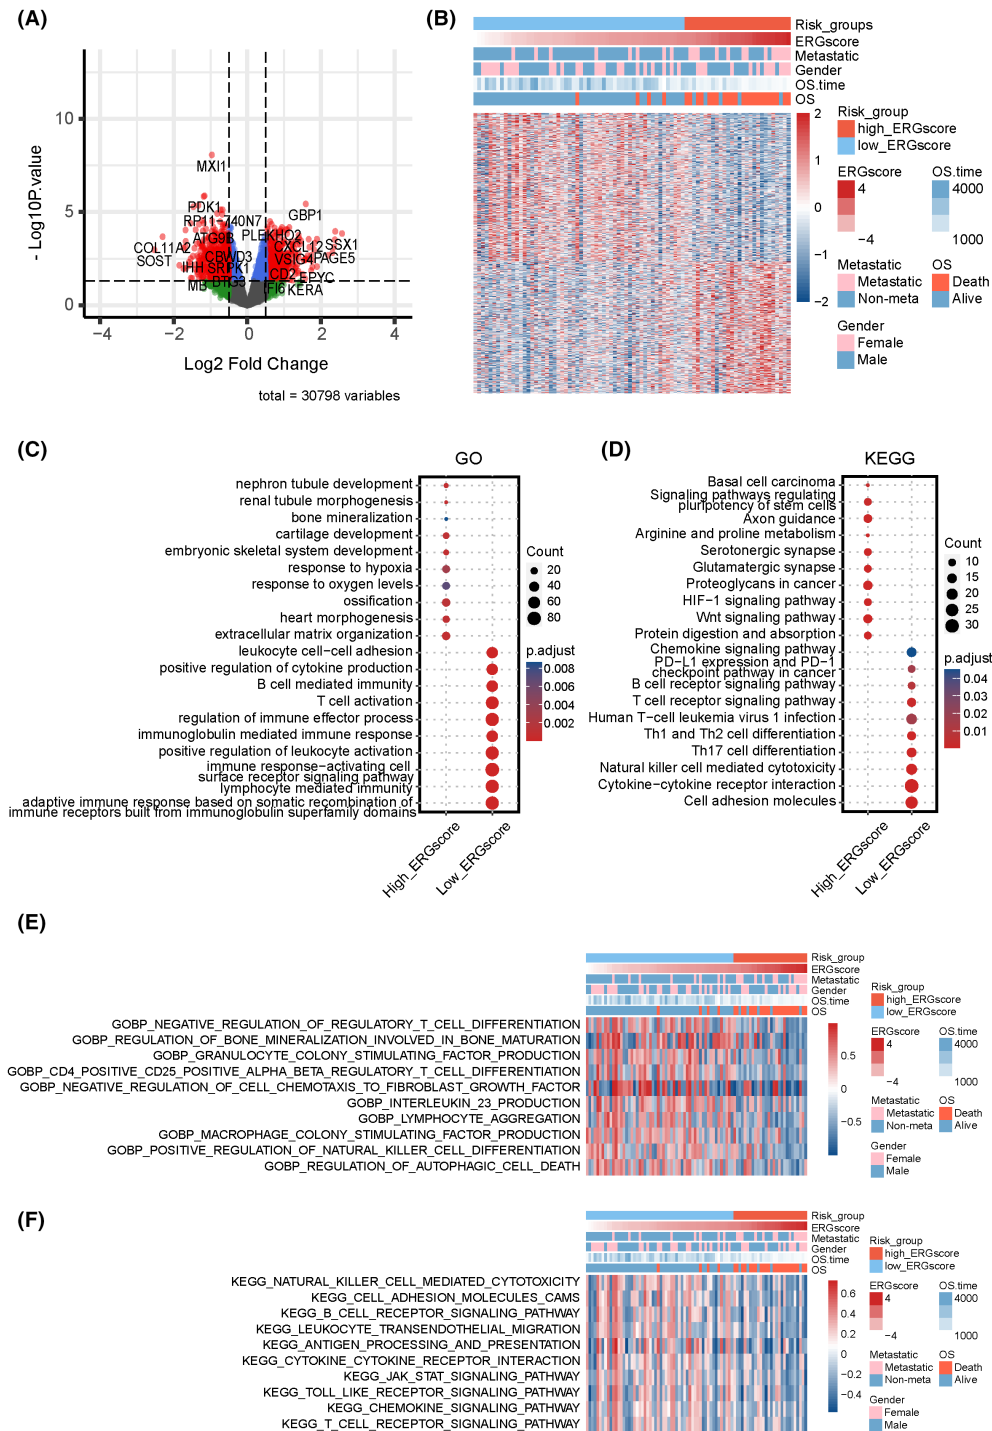 (A)
MXI1
PDK1
RP11-740N7
GBP1
ATG9B
PLEKHO2
COL11A2
CXCL12
SSX1
SOST
CBWD3
VSIG4
PAGE5
IHH
SRPK1
CD2
EPYC
MB
BTG3
FI6
KERA
10
5
0
−4
−2
0
2
4
- Log10P.value
Log2 Fold Change
total = 30798 variables
(B)
Risk_groups
ERGscore
Metastatic
Gender
OS.time
OS
2
1
0
−1
−2
Risk_group
high_ERGscore
low_ERGscore
ERGscore
4
−4
OS.time
4000
1000
Metastatic
Metastatic
Non-meta
OS
Death
Alive
Gender
Female
Male
(C)
GO
nephron tubule development
renal tubule morphogenesis
bone mineralization
cartilage development
embryonic skeletal system development
response to hypoxia
response to oxygen levels
ossification
heart morphogenesis
extracellular matrix organization
leukocyte cell−cell adhesion
positive regulation of cytokine production
B cell mediated immunity
T cell activation
regulation of immune effector process
immunoglobulin mediated immune response
positive regulation of leukocyte activation
immune response−activating cell
surface receptor signaling pathway
lymphocyte mediated immunity
adaptive immune response based on somatic recombination of
immune receptors built from immunoglobulin superfamily domains
High_ERGscore
Low_ERGscore
Count
20
40
60
80
p.adjust
0.008
0.006
0.004
0.002
(D)
KEGG
Basal cell carcinoma
Signaling pathways regulating
pluripotency of stem cells
Axon guidance
Arginine and proline metabolism
Serotonergic synapse
Glutamatergic synapse
Proteoglycans in cancer
HIF−1 signaling pathway
Wnt signaling pathway
Protein digestion and absorption
Chemokine signaling pathway
PD−L1 expression and PD−1
checkpoint pathway in cancer
B cell receptor signaling pathway
T cell receptor signaling pathway
Human T−cell leukemia virus 1 infection
Th1 and Th2 cell differentiation
Th17 cell differentiation
Natural killer cell mediated cytotoxicity
Cytokine−cytokine receptor interaction
Cell adhesion molecules
High_ERGscore
Low_ERGscore
Count
10
15
20
25
30
p.adjust
0.04
0.03
0.02
0.01
(E)
Risk_group
ERGscore
Metastatic
Gender
OS.time
OS
GOBP_NEGATIVE_REGULATION_OF_REGULATORY_T_CELL_DIFFERENTIATION
GOBP_REGULATION_OF_BONE_MINERALIZATION_INVOLVED_IN_BONE_MATURATION
GOBP_GRANULOCYTE_COLONY_STIMULATING_FACTOR_PRODUCTION
GOBP_CD4_POSITIVE_CD25_POSITIVE_ALPHA_BETA_REGULATORY_T_CELL_DIFFERENTIATION
GOBP_NEGATIVE_REGULATION_OF_CELL_CHEMOTAXIS_TO_FIBROBLAST_GROWTH_FACTOR
GOBP_INTERLEUKIN_23_PRODUCTION
GOBP_LYMPHOCYTE_AGGREGATION
GOBP_MACROPHAGE_COLONY_STIMULATING_FACTOR_PRODUCTION
GOBP_POSITIVE_REGULATION_OF_NATURAL_KILLER_CELL_DIFFERENTIATION
GOBP_REGULATION_OF_AUTOPHAGIC_CELL_DEATH
0.5
0
−0.5
Risk_group
high_ERGscore
low_ERGscore
ERGscore
4
−4
OS.time
4000
1000
Metastatic
Metastatic
Non-meta
OS
Death
Alive
Gender
Female
Male
(F)
Risk_group
ERGscore
Metastatic
Gender
OS.time
OS
KEGG_NATURAL_KILLER_CELL_MEDIATED_CYTOTOXICITY
KEGG_CELL_ADHESION_MOLECULES_CAMS
KEGG_B_CELL_RECEPTOR_SIGNALING_PATHWAY
KEGG_LEUKOCYTE_TRANSENDOTHELIAL_MIGRATION
KEGG_ANTIGEN_PROCESSING_AND_PRESENTATION
KEGG_CYTOKINE_CYTOKINE_RECEPTOR_INTERACTION
KEGG_JAK_STAT_SIGNALING_PATHWAY
KEGG_TOLL_LIKE_RECEPTOR_SIGNALING_PATHWAY
KEGG_CHEMOKINE_SIGNALING_PATHWAY
KEGG_T_CELL_RECEPTOR_SIGNALING_PATHWAY
0.6
0.4
0.2
0
−0.2
−0.4
Risk_group
high_ERGscore
low_ERGscore
ERGscore
4
−4
OS.time
4000
1000
Metastatic
Metastatic
Non-meta
OS
Death
Alive
Gender
Female
Male